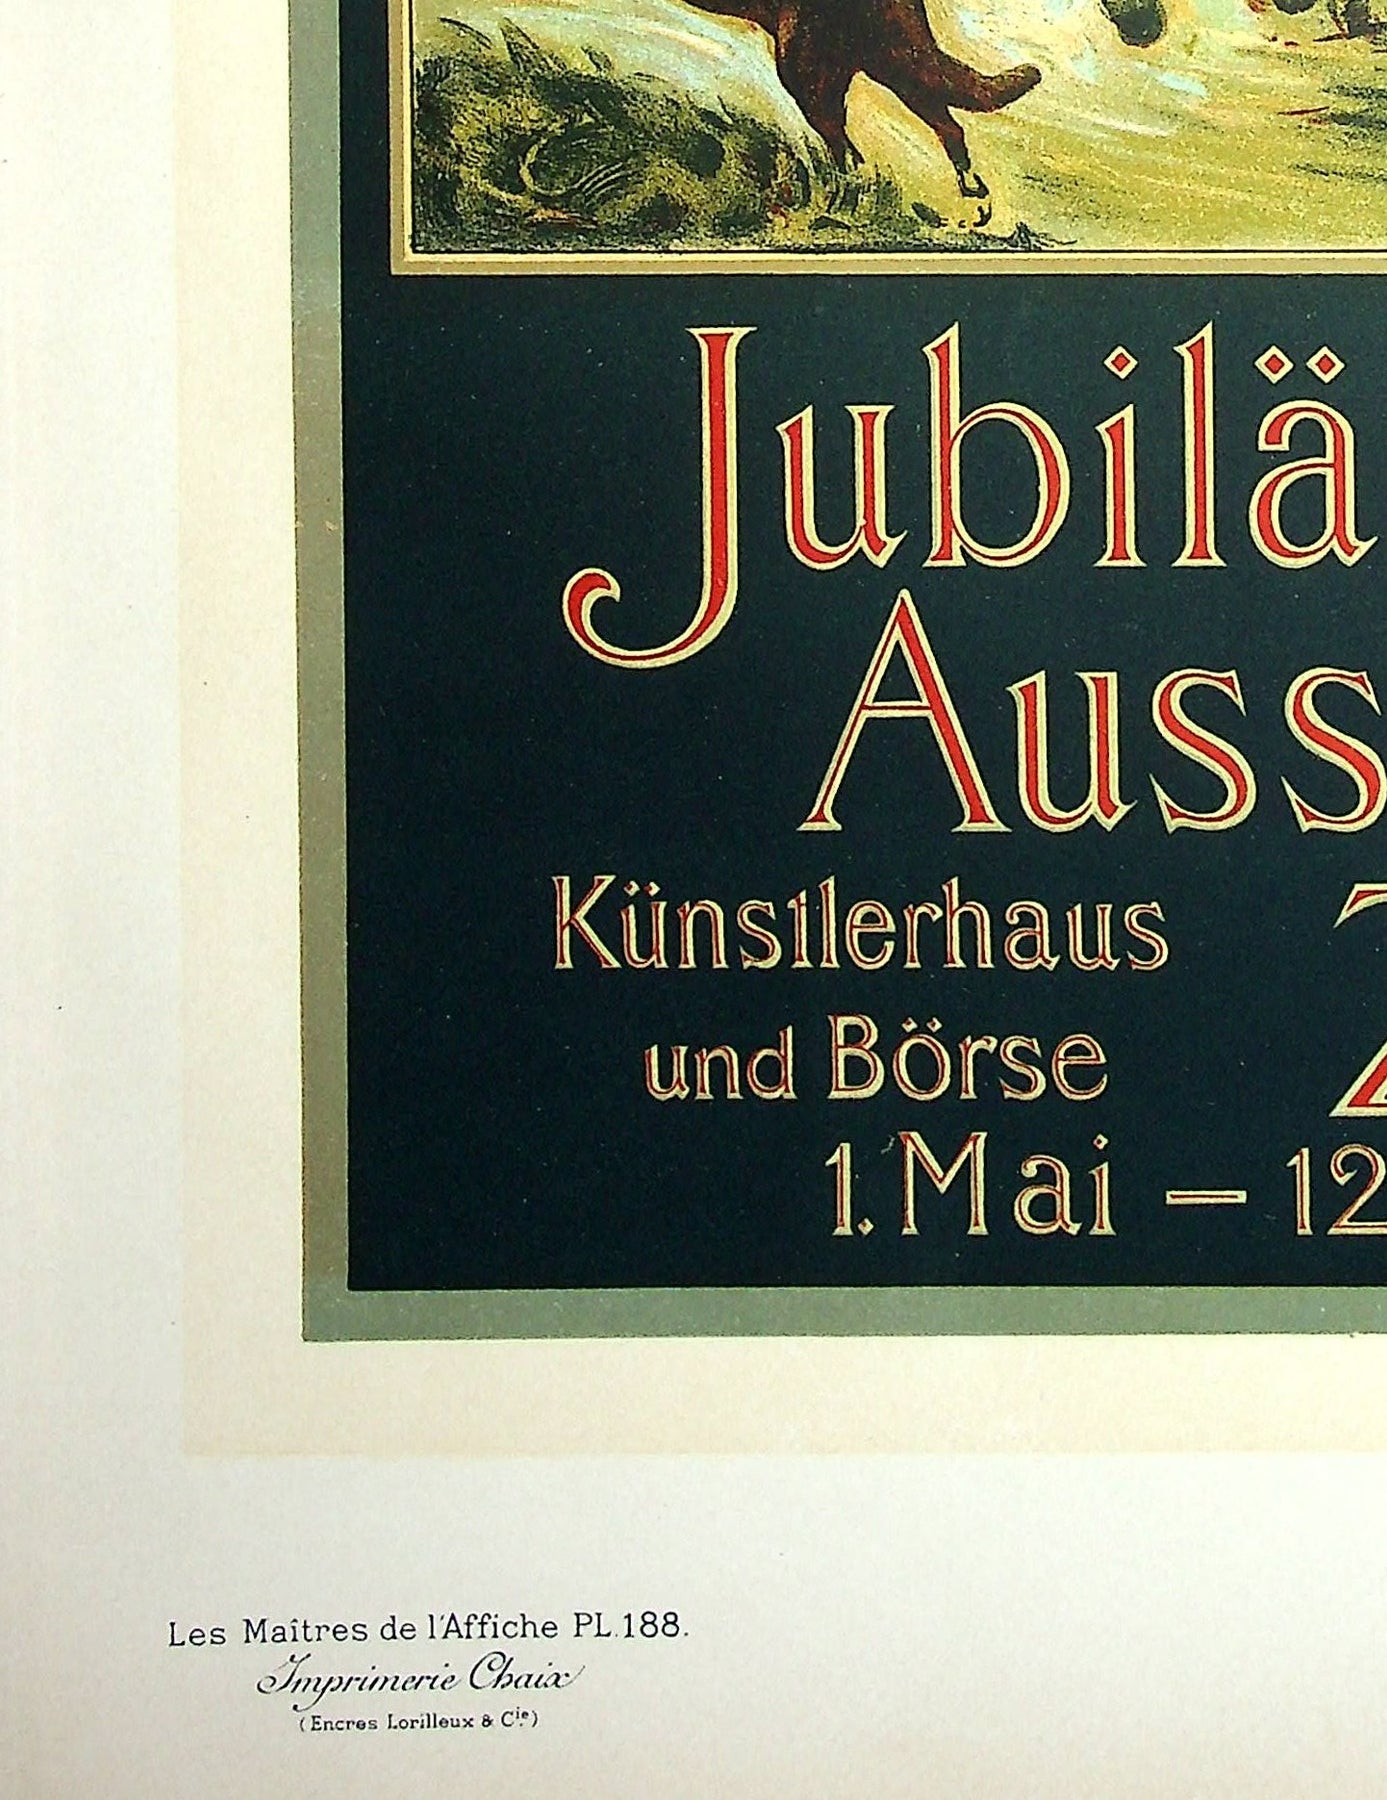 Jubilä
Auss
Künstlerhaus
und Börse
1. Mai – 12
Les Maîtres de l'Affiche PL. 188.
Imprimerie Chaix
(Encres Lorilleux & Cie.)